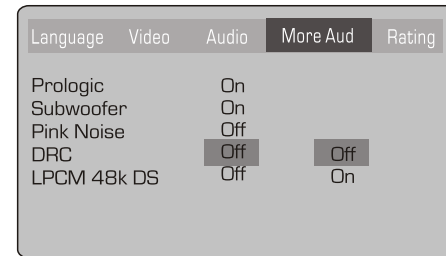 Language Video Audio More Aud Rating
Prologic On
Subwoofer On
Pink Noise Off
DRC Off Off
LPCM 48k DS Off On